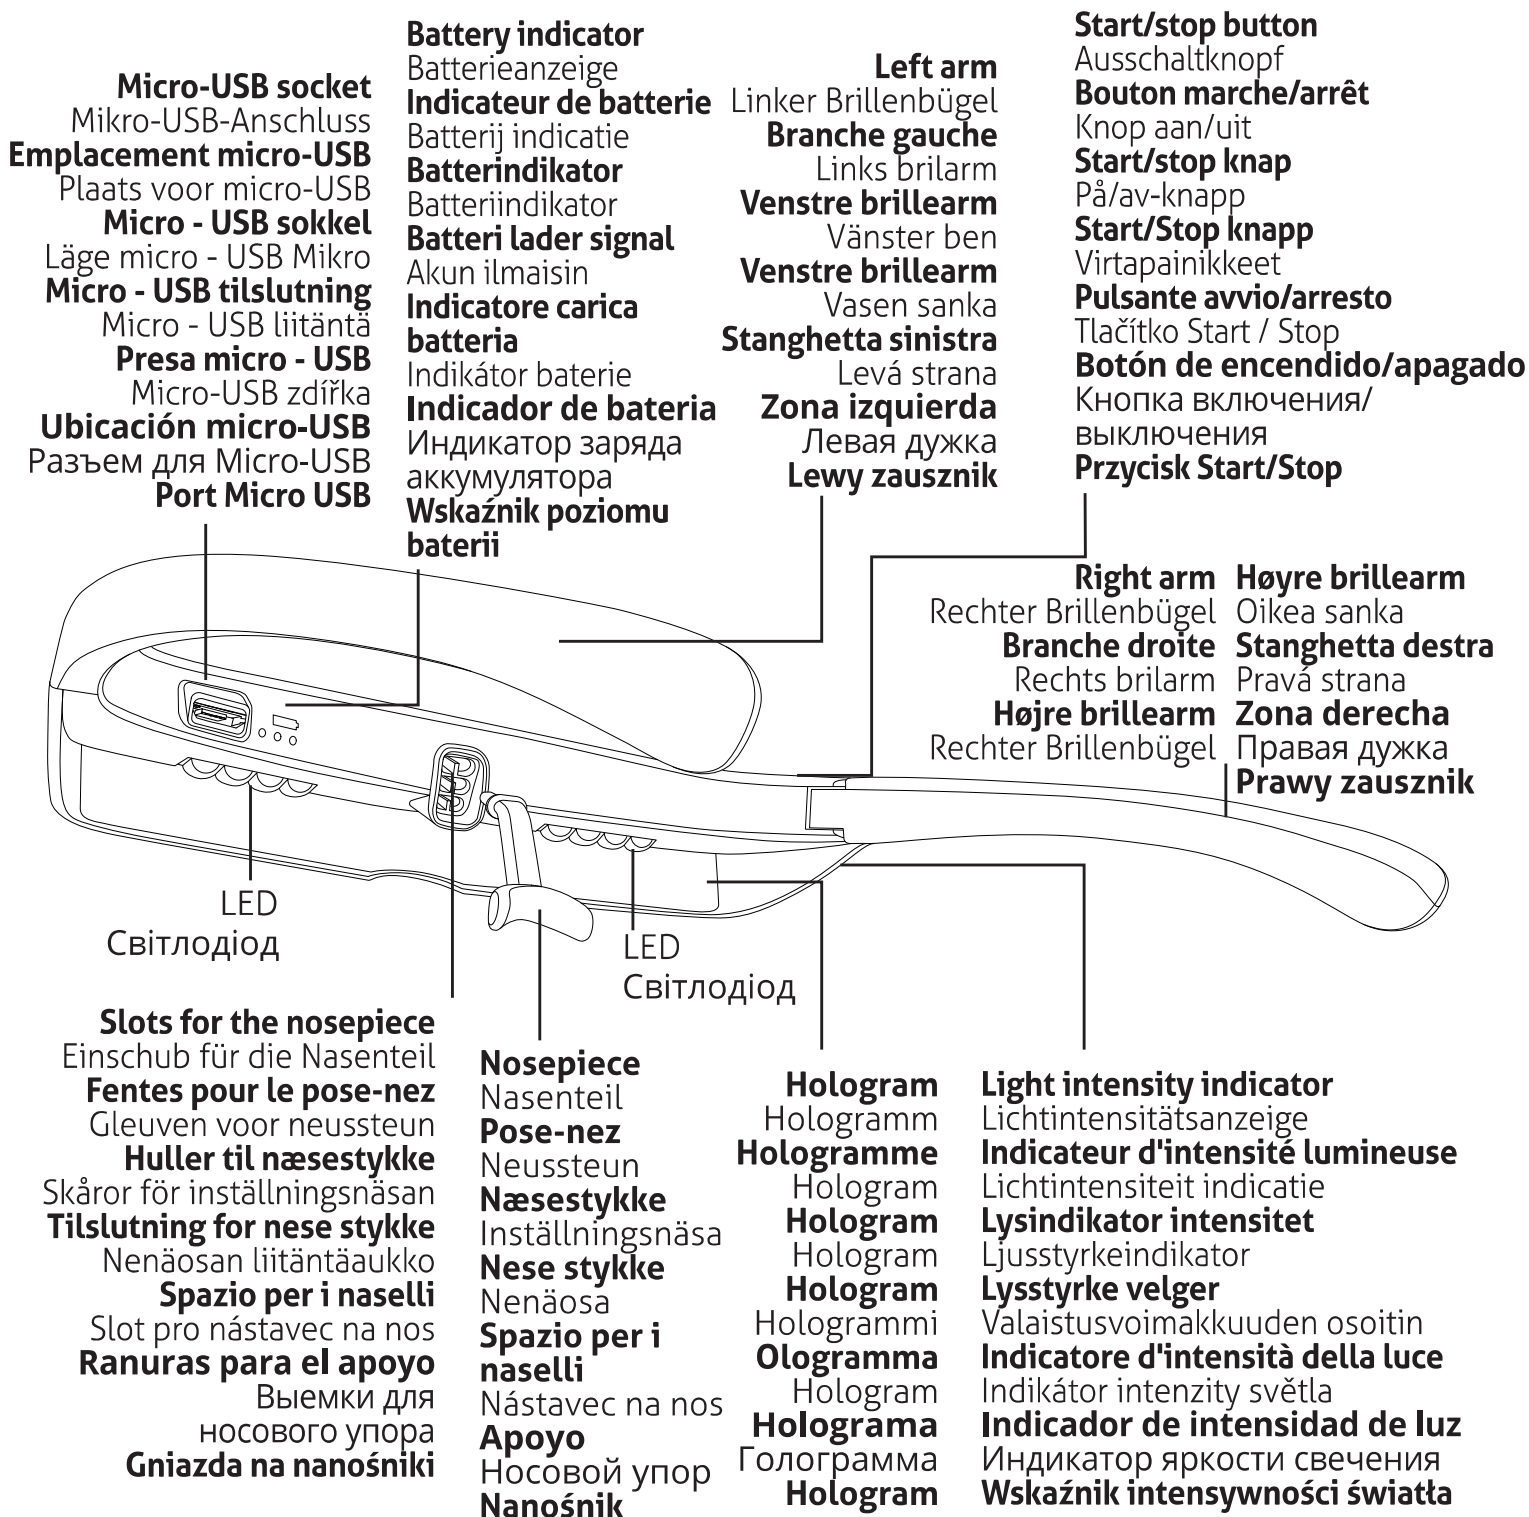 Micro-USB socket
Mikro-USB-Anschluss
Emplacement micro-USB
Plaats voor micro-USB
Micro - USB sokkel
Läge micro - USB Mikro
Micro - USB tilslutning
Micro - USB liitäntä
Presa micro - USB
Micro-USB zdířka
Ubicación micro-USB
Разъем для Micro-USB
Port Micro USB
Battery indicator
Batterieanzeige
Indicateur de batterie
Batterij indicatie
Batterindikator
Batteriindikator
Batteri lader signal
Akun ilmaisin
Indicatore carica
batteria
Indikátor baterie
Indicador de bateria
Индикатор заряда
аккумулятора
Wskaźnik poziomu
baterii
Left arm
Linker Brillenbügel
Branche gauche
Links brilarm
Venstre brillearm
Vänster ben
Venstre brillearm
Vasen sanka
Stanghetta sinistra
Levá strana
Zona izquierda
Левая дужка
Lewy zausznik
Start/stop button
Ausschaltknopf
Bouton marche/arrêt
Knop aan/uit
Start/stop knap
På/av-knapp
Start/Stop knapp
Virtapainikkeet
Pulsante avvio/arresto
Tlačítko Start / Stop
Botón de encendido/apagado
Кнопка включения/
выключения
Przycisk Start/Stop
Right arm
Rechter Brillenbügel
Branche droite
Rechts brilarm
Højre brillearm
Rechter Brillenbügel
Høyre brillearm
Oikea sanka
Stanghetta destra
Pravá strana
Zona derecha
Правая дужка
Prawy zausznik
LED
Світлодіод
LED
Світлодіод
Slots for the nosepiece
Einschub für die Nasenteil
Fentes pour le pose-nez
Gleuven voor neussteun
Huller til næsestykke
Skåror för inställningsnäsan
Tilslutning for nese stykke
Nenäosan liitäntäaukko
Spazio per i naselli
Slot pro nástavec na nos
Ranuras para el apoyo
Выемки для
носового упора
Gniazda na nanośniki
Nosepiece
Nasenteil
Pose-nez
Neussteun
Næsestykke
Inställningsnäsa
Nese stykke
Nenäosa
Spazio per i
naselli
Nástavec na nos
Apoyo
Носовой упор
Nanośnik
Hologram
Hologramm
Hologramme
Hologram
Hologram
Hologram
Hologram
Hologrammi
Ologramma
Hologram
Holograma
Голограмма
Hologram
Light intensity indicator
Lichtintensitätsanzeige
Indicateur d'intensité lumineuse
Lichtintensiteit indicatie
Lysindikator intensitet
Ljusstyrkeindikator
Lysstyrke velger
Valaistusvoimakkuuden osoitin
Indicatore d'intensità della luce
Indikátor intenzity světla
Indicador de intensidad de luz
Индикатор яркости свечения
Wskaźnik intensywności światła